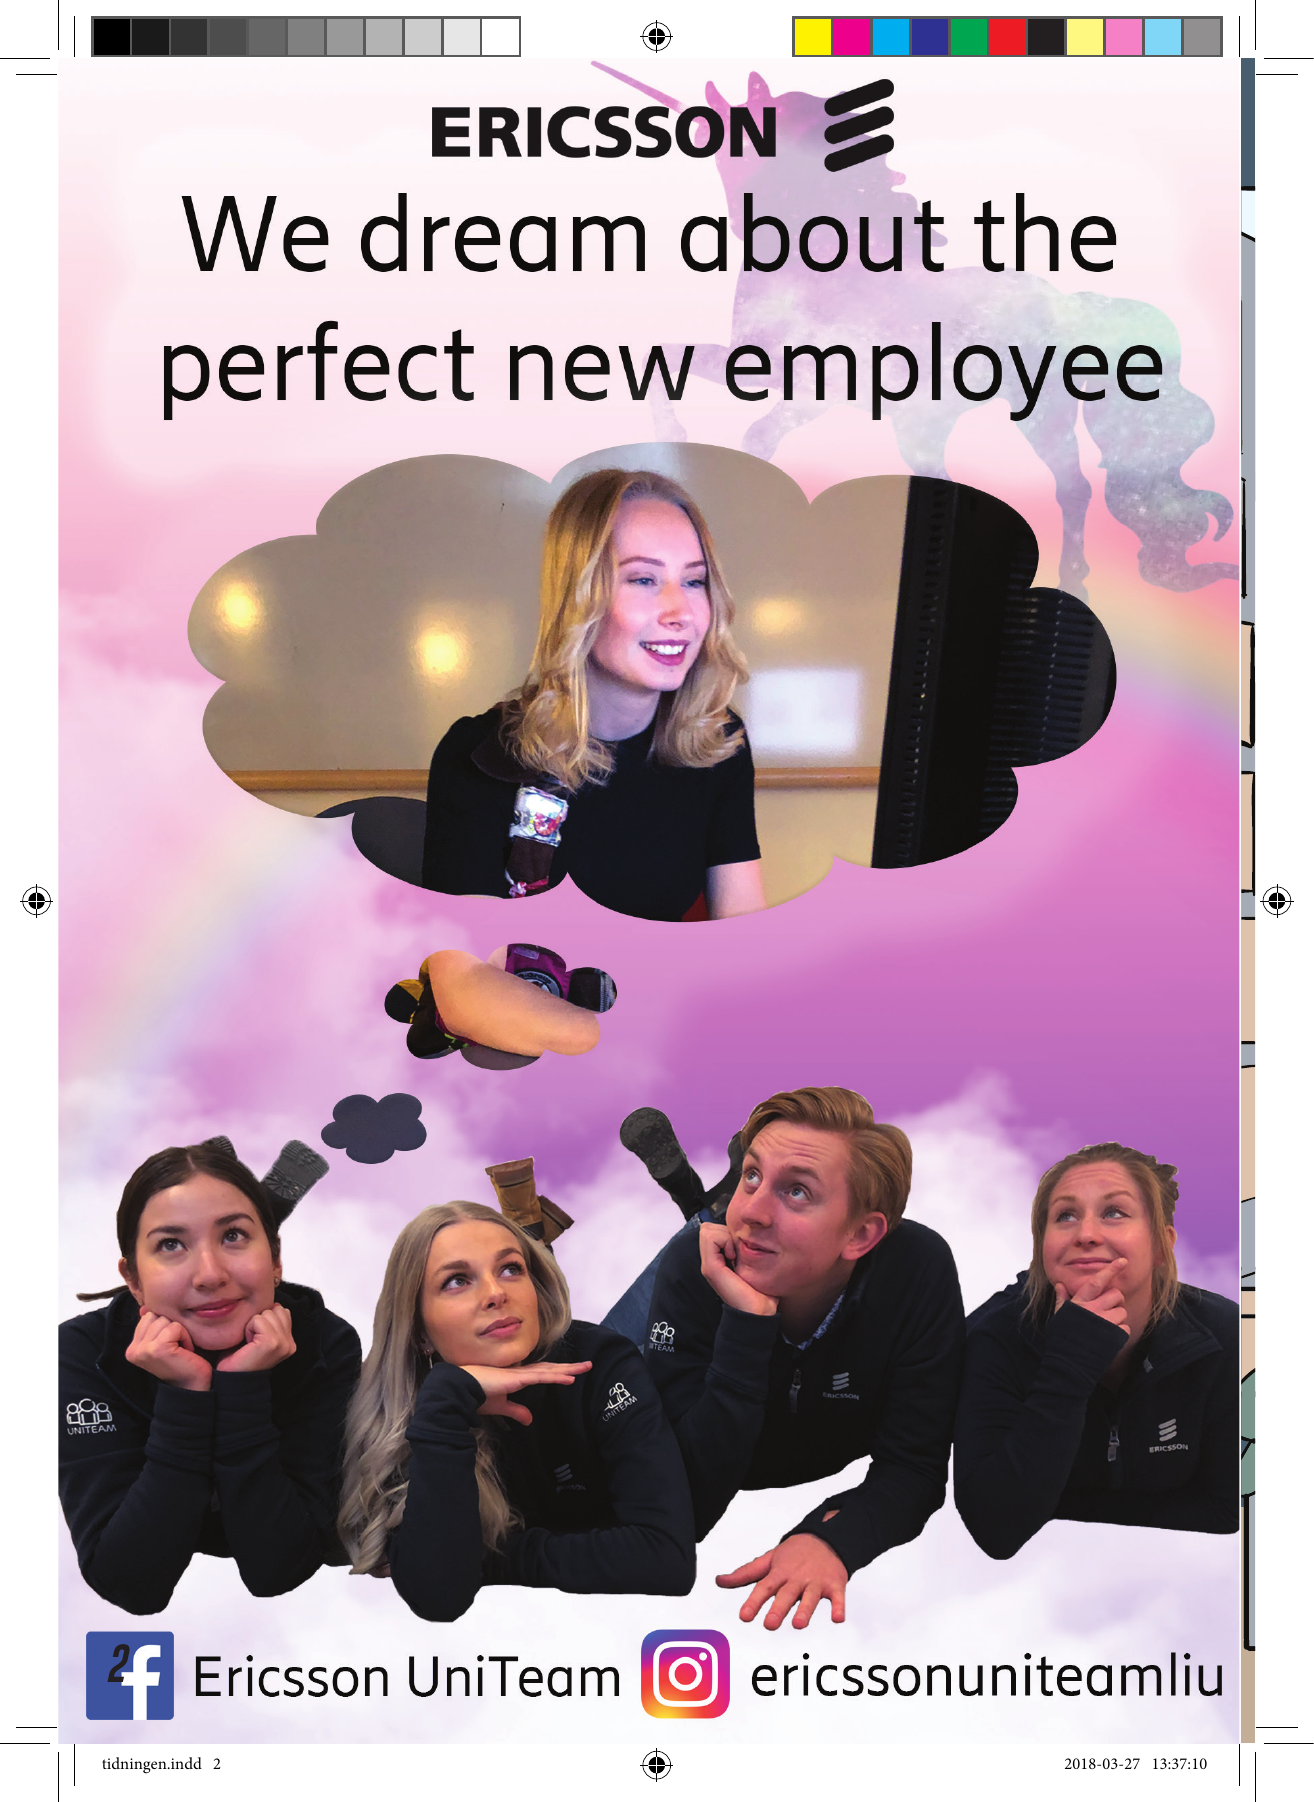 ERICSSON
We dream about the
perfect new employee
UNITEAM
UNITEAM
UNITEAM
ERICSSON
ERICSSON
2
Ericsson UniTeam
ericssonuniteamliu
tidningen.indd 2
2018-03-27 13:37:10